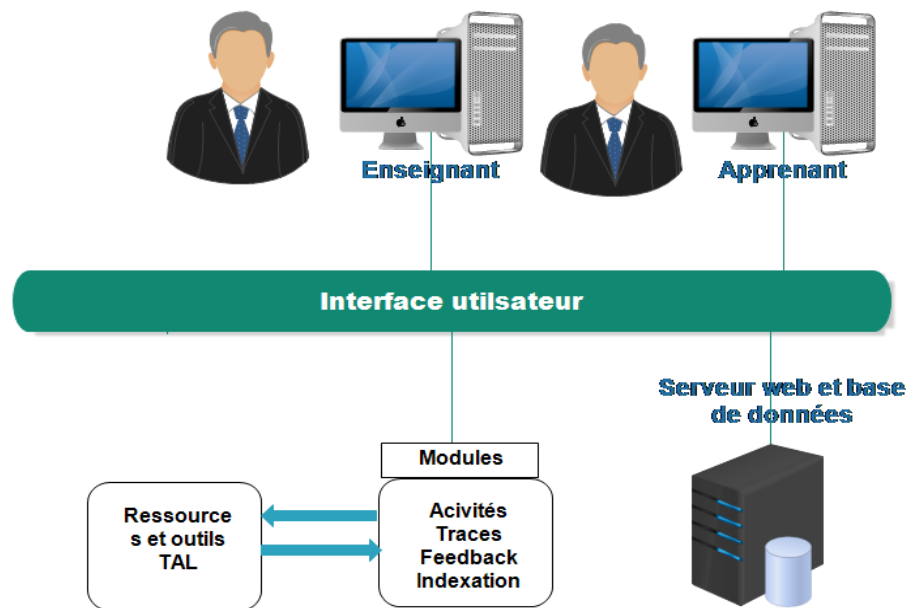 Enseignant
Apprenant
Interface utilsateur
Serveur web et base
de données
Modules
Ressource
s et outils
TAL
Acivités
Traces
Feedback
Indexation